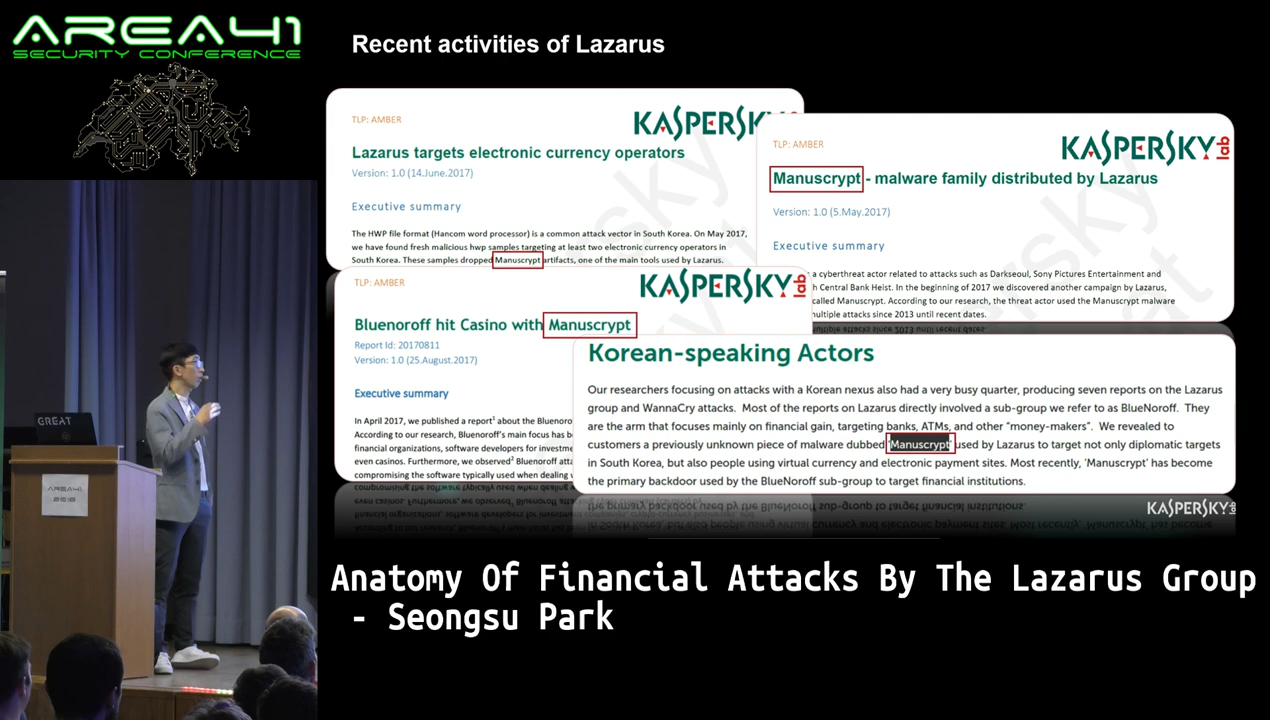 AREA41
SECURITY CONFERENCE
Recent activities of Lazarus
TLP: AMBER
KASPERSKY
Lazarus targets electronic currency operators
Version: 1.0 (14.June.2017)
Executive summary
The HWP file format (Hancom word processor) is a common attack vector in South Korea. On May 2017,
we have found fresh malicious hwp samples targeting at least two electronic currency operators in
South Korea. These samples dropped Manuscrypt artifacts, one of the main tools used by Lazarus.
TLP: AMBER
KASPERSKY lab
Manuscrypt - malware family distributed by Lazarus
Version: 1.0 (5.May.2017)
Executive summary
a cyberthreat actor related to attacks such as Darkseoul, Sony Pictures Entertainment and
h Central Bank Heist. In the beginning of 2017 we discovered another campaign by Lazarus,
called Manuscrypt. According to our research, the threat actor used the Manuscrypt malware
multiple attacks since 2013 until recent dates.
TLP: AMBER
KASPERSKY lab
Bluenoroff hit Casino with Manuscrypt
Report Id: 20170811
Version: 1.0 (25.August.2017)
Executive summary
In April 2017, we published a report1 about the Bluenoro
According to our research, Bluenoroff's main focus has b
financial organizations, software developers for investme
even casinos. Furthermore, we observed2 Bluenoroff atta
compromising the software typically used when dealing w
Korean-speaking Actors
Our researchers focusing on attacks with a Korean nexus also had a very busy quarter, producing seven reports on the Lazarus
group and WannaCry attacks. Most of the reports on Lazarus directly involved a sub-group we refer to as BlueNoroff. They
are the arm that focuses mainly on financial gain, targeting banks, ATMs, and other "money-makers". We revealed to
customers a previously unknown piece of malware dubbed 'Manuscrypt' used by Lazarus to target not only diplomatic targets
in South Korea, but also people using virtual currency and electronic payment sites. Most recently, 'Manuscrypt' has become
the primary backdoor used by the BlueNoroff sub-group to target financial institutions.
KASPERSKY lab
GREAT
AREA41
Anatomy Of Financial Attacks By The Lazarus Group
- Seongsu Park